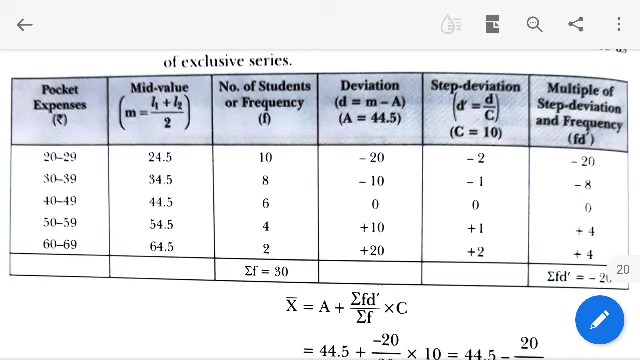 of exclusive series.
Pocket Expenses (₹) | Mid-value (m = l₁ + l₂ / 2) | No. of Students or Frequency (f) | Deviation (d = m – A) (A = 44.5) | Step-deviation (d′ = d/C) (C = 10) | Multiple of Step-deviation and Frequency (fd′)
20–29 24.5 10 – 20 – 2 – 20
30–39 34.5 8 – 10 – 1 – 8
40–49 44.5 6 0 0 0
50–59 54.5 4 +10 +1 + 4
60–69 64.5 2 +20 +2 + 4
Σf = 30 Σfd′ = – 20
20
X̄ = A + Σfd′/Σf ×C
= 44.5 + –20/ × 10 = 44.5 – 20